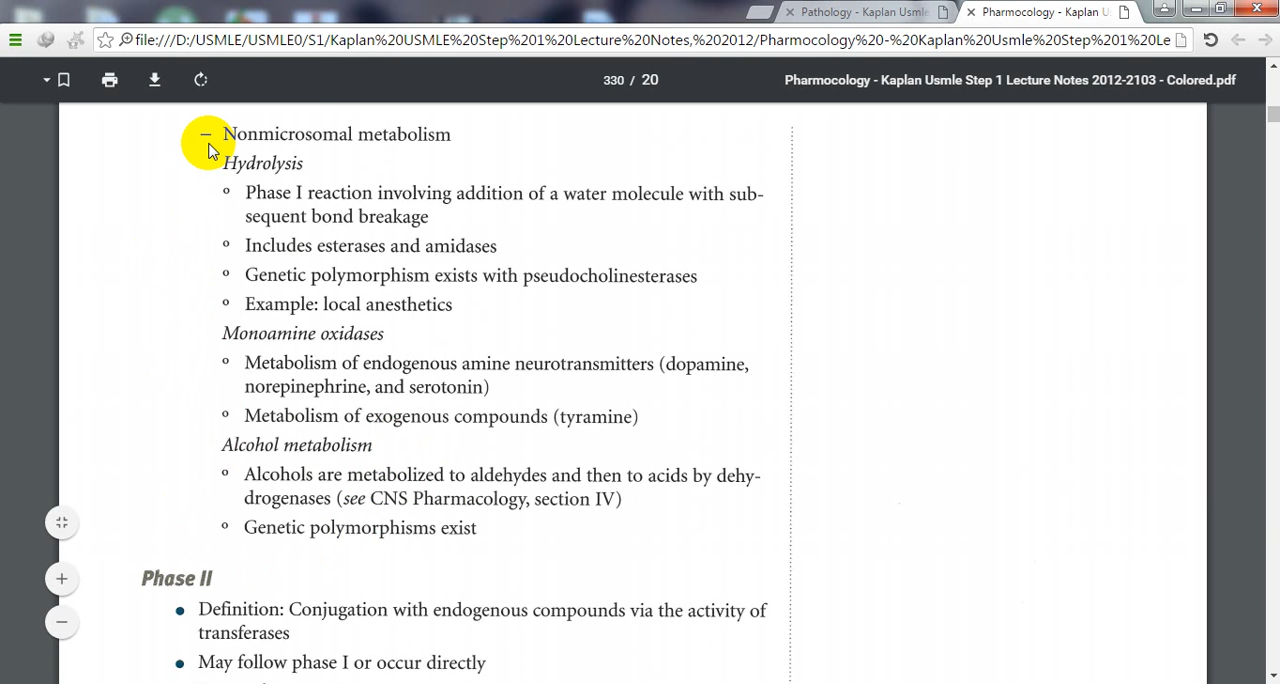 Pathology - Kaplan Usmle
Pharmocology - Kaplan U
file:///D:/USMLE/USMLE0/S1/Kaplan%20USMLE%20Step%201%20Lecture%20Notes,%202012/Pharmocology%20-%20Kaplan%20Usmle%20Step%201%20Le
330 / 20
Pharmocology - Kaplan Usmle Step 1 Lecture Notes 2012-2103 - Colored.pdf
– Nonmicrosomal metabolism
Hydrolysis
º Phase I reaction involving addition of a water molecule with sub-
sequent bond breakage
º Includes esterases and amidases
º Genetic polymorphism exists with pseudocholinesterases
º Example: local anesthetics
Monoamine oxidases
º Metabolism of endogenous amine neurotransmitters (dopamine,
norepinephrine, and serotonin)
º Metabolism of exogenous compounds (tyramine)
Alcohol metabolism
º Alcohols are metabolized to aldehydes and then to acids by dehy-
drogenases (see CNS Pharmacology, section IV)
º Genetic polymorphisms exist
Phase II
• Definition: Conjugation with endogenous compounds via the activity of
transferases
• May follow phase I or occur directly